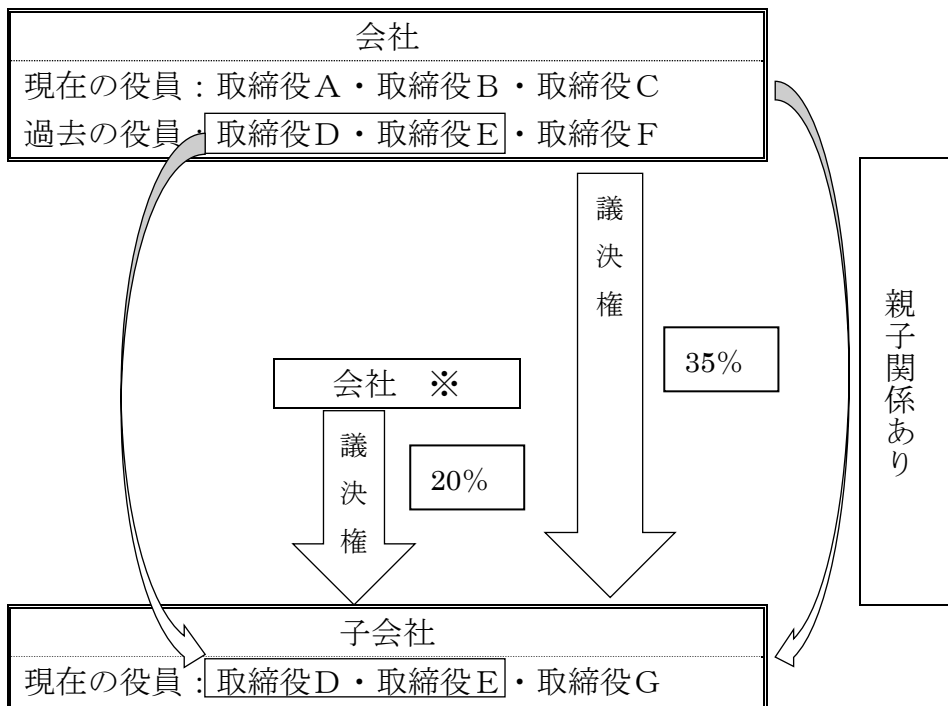 会社
現在の役員：取締役Ａ・取締役Ｂ・取締役Ｃ
過去の役員：取締役Ｄ・取締役Ｅ・取締役Ｆ
議決権
35%
親子関係あり
会社　※
議決権
20%
子会社
現在の役員：取締役Ｄ・取締役Ｅ・取締役Ｇ